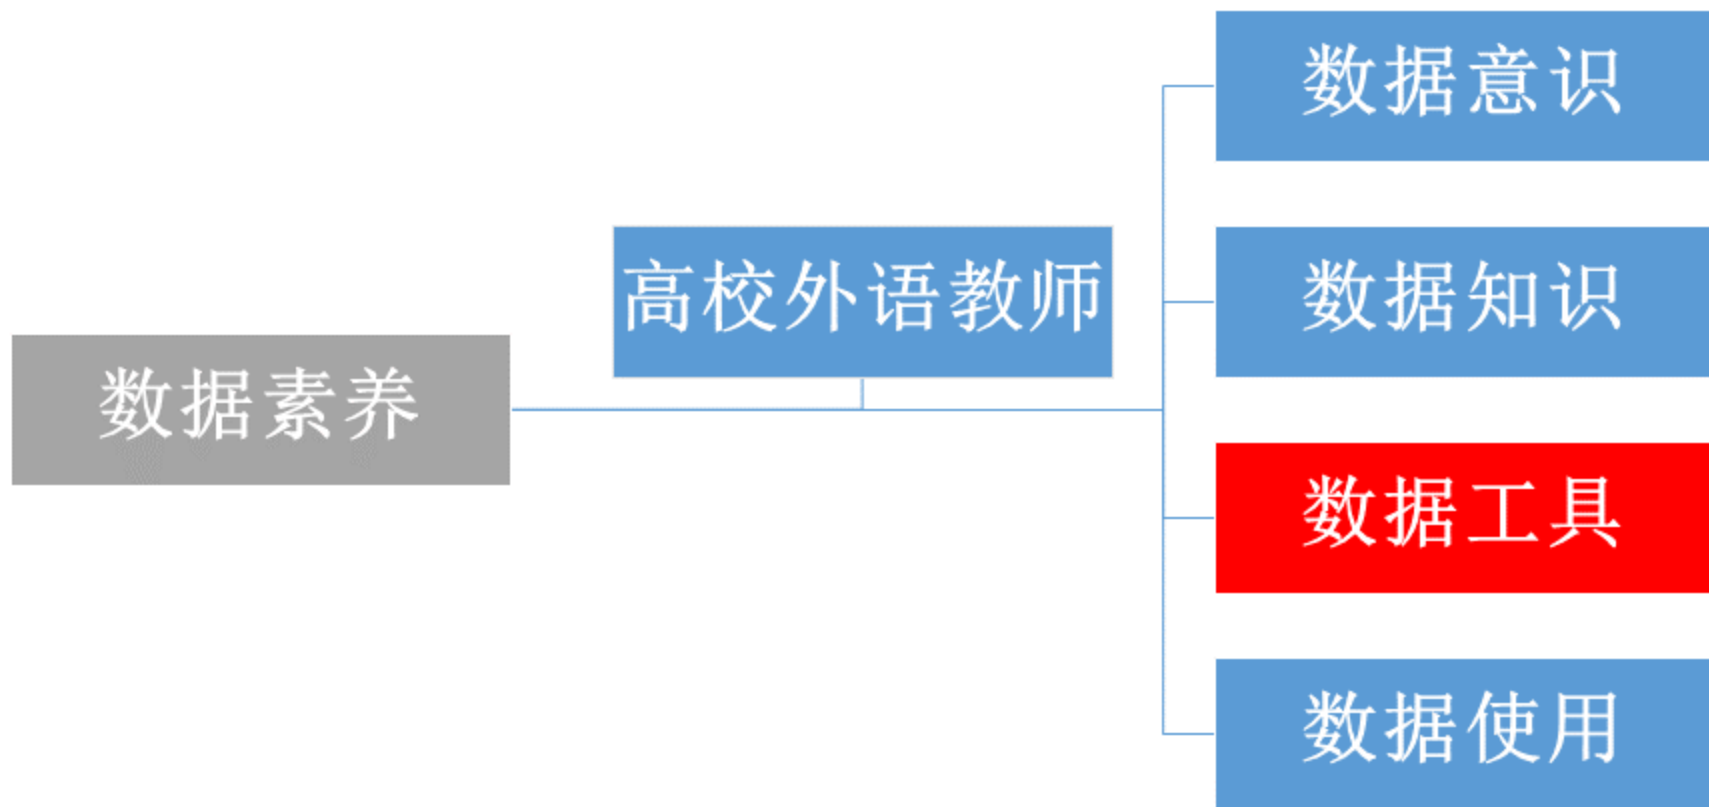 数据素养
高校外语教师
数据意识
数据知识
数据工具
数据使用